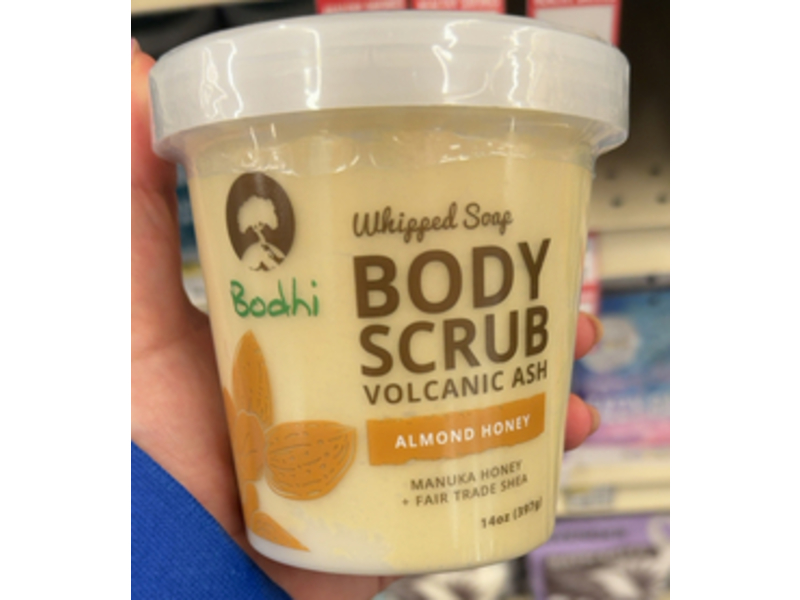 Bodhi
Whipped Soap
BODY
SCRUB
VOLCANIC ASH
ALMOND HONEY
MANUKA HONEY
+ FAIR TRADE SHEA
14oz (397g)